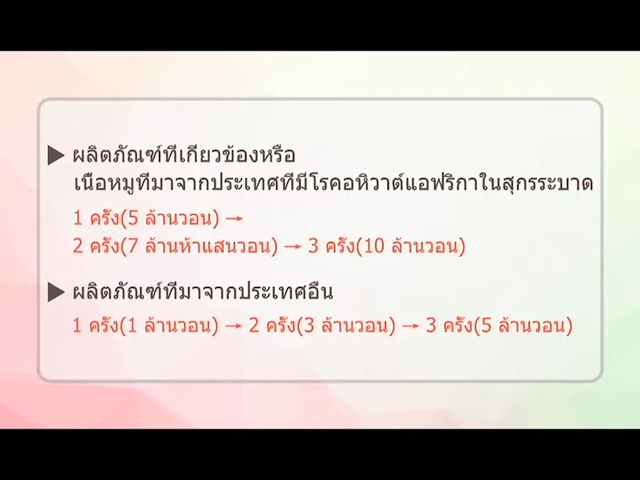 ▶ ผลิตภัณฑ์ที่เกี่ยวข้องหรือ
เนื้อหมูที่มาจากประเทศที่มีโรคอหิวาต์แอฟริกาในสุกรระบาด
1 ครั้ง(5 ล้านวอน) →
2 ครั้ง(7 ล้านห้าแสนวอน) → 3 ครั้ง(10 ล้านวอน)
▶ ผลิตภัณฑ์ที่มาจากประเทศอื่น
1 ครั้ง(1 ล้านวอน) → 2 ครั้ง(3 ล้านวอน) → 3 ครั้ง(5 ล้านวอน)